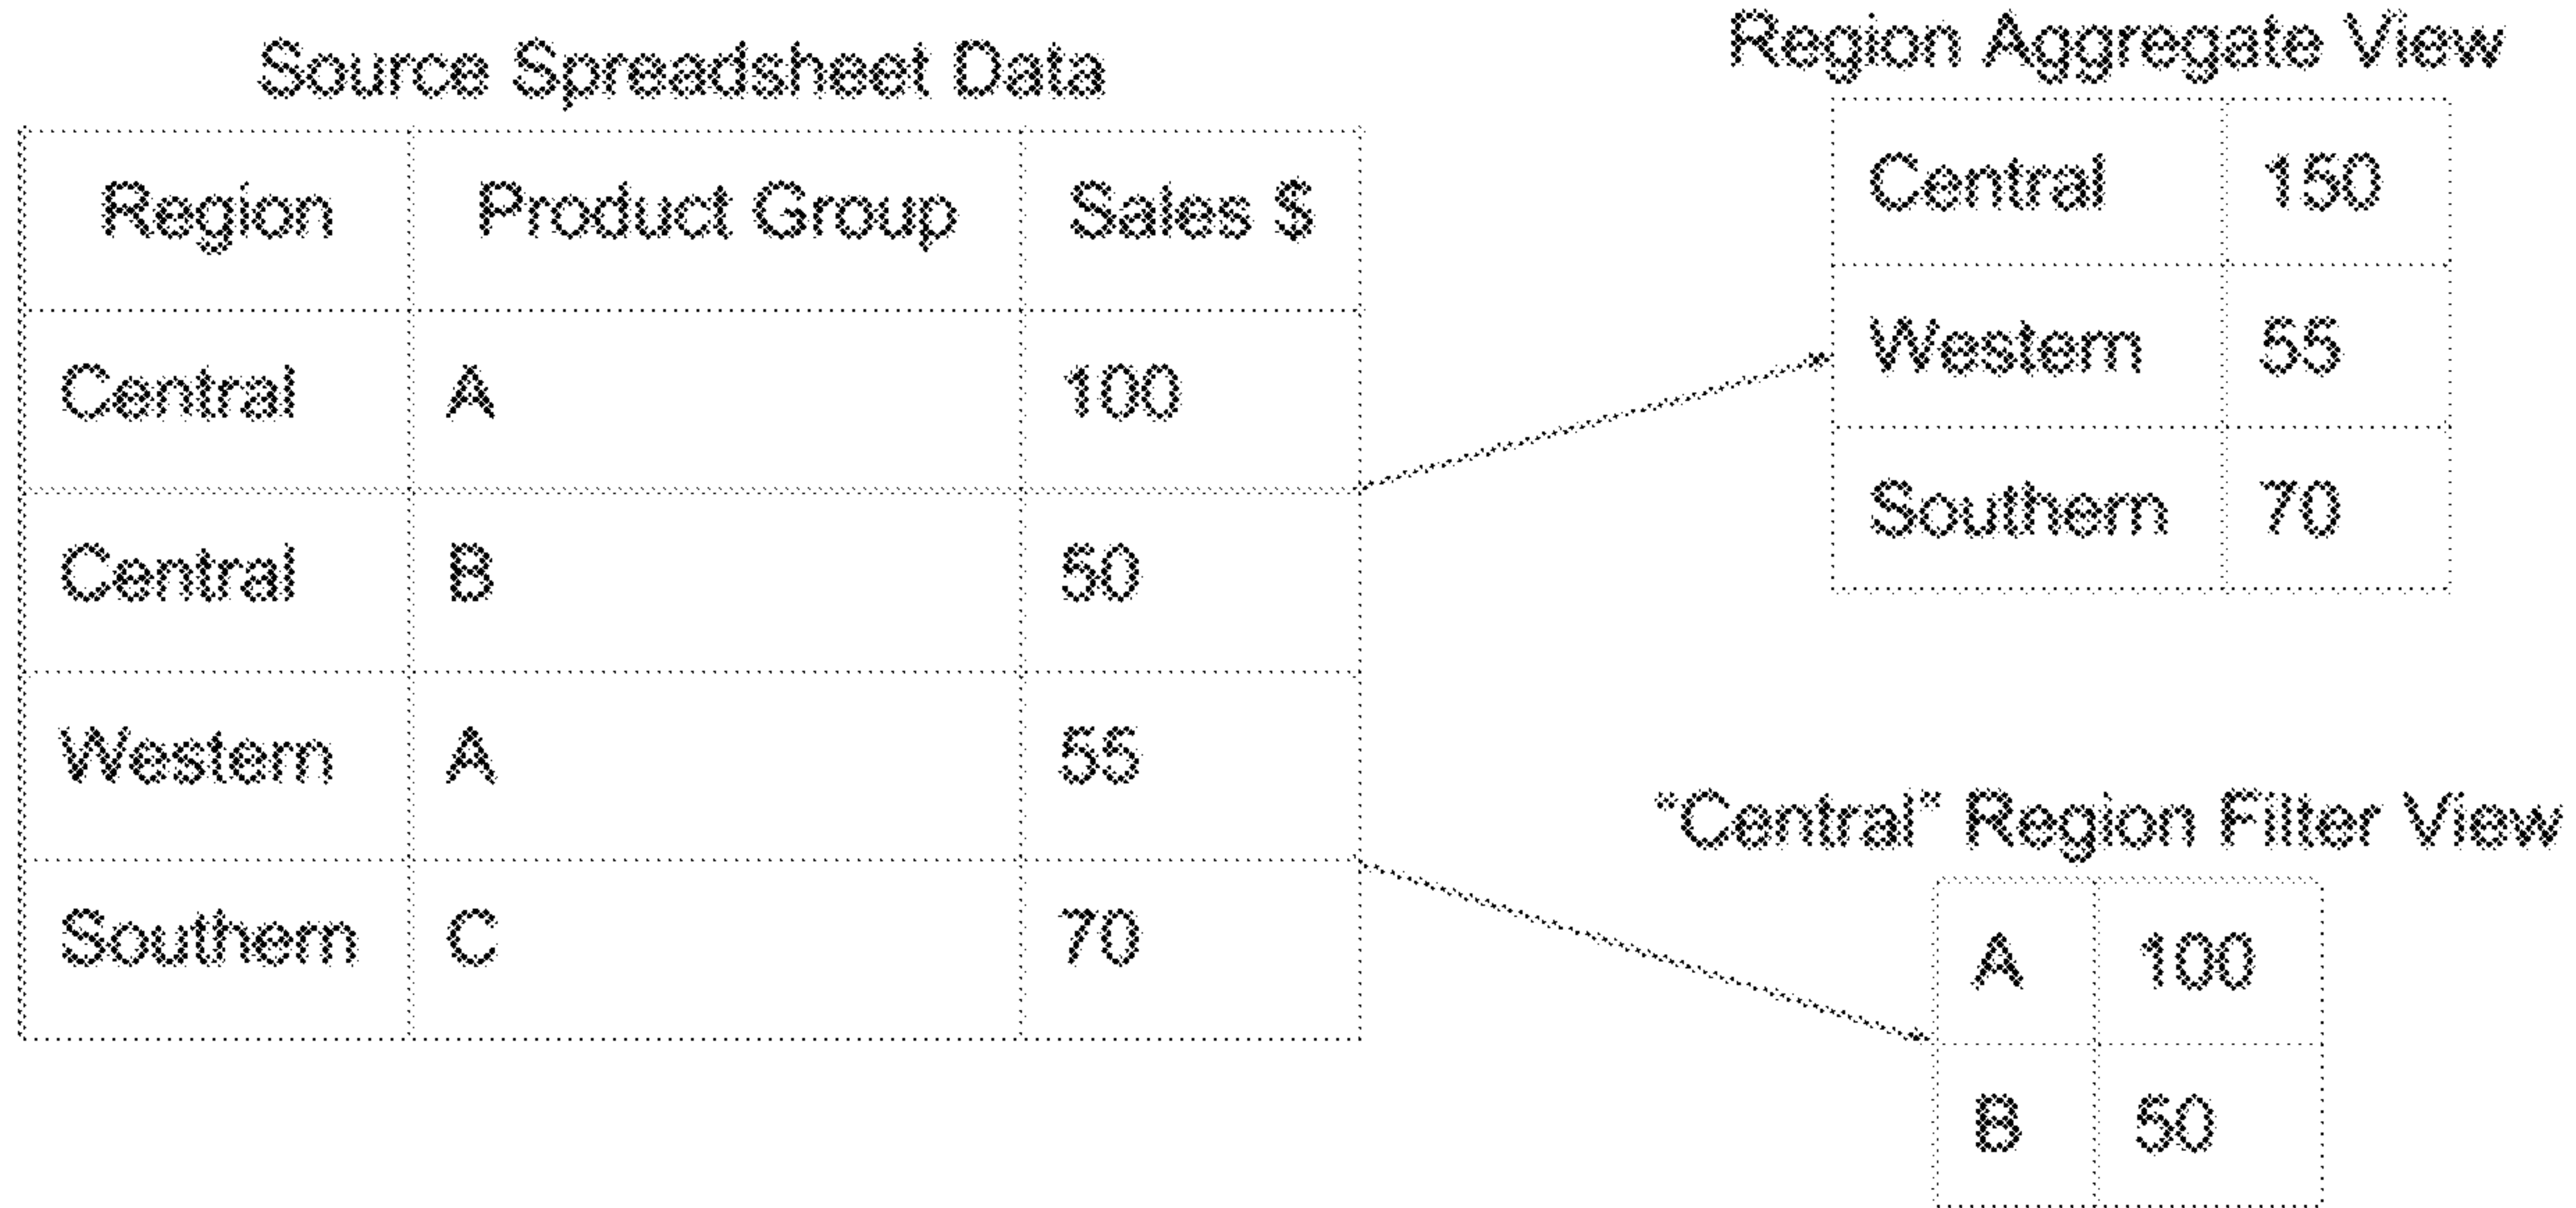 Source Spreadsheet Data
Region Product Group Sales $
Central A 100
Central B 50
Western A 55
Southern C 70
Region Aggregate View
Central 150
Western 55
Southern 70
“Central” Region Filter View
A 100
B 50